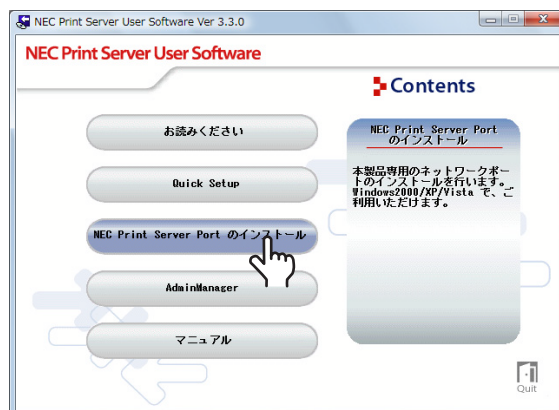 NEC Print Server User Software Ver 3.3.0
NEC Print Server User Software
Contents
お読みください
Quick Setup
NEC Print Server Port のインストール
AdminManager
マニュアル
NEC Print Server Port
のインストール
本製品専用のネットワークポー
トのインストールを行います。
Windows2000/XP/Vista で、ご
利用いただけます。
Quit